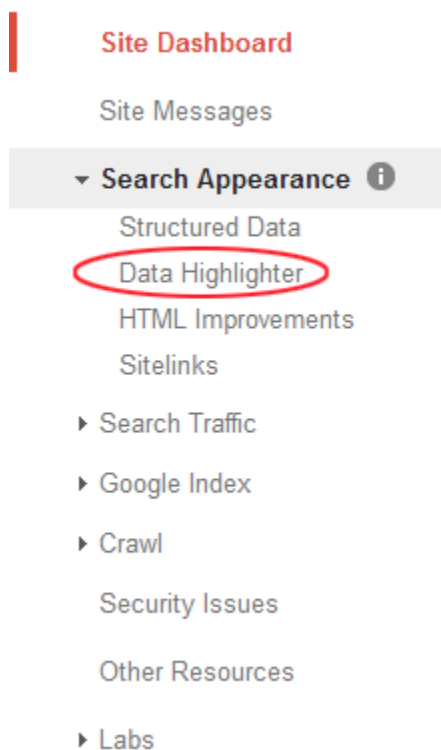 Site Dashboard
Site Messages
Search Appearance
Structured Data
Data Highlighter
HTML Improvements
Sitelinks
Search Traffic
Google Index
Crawl
Security Issues
Other Resources
Labs